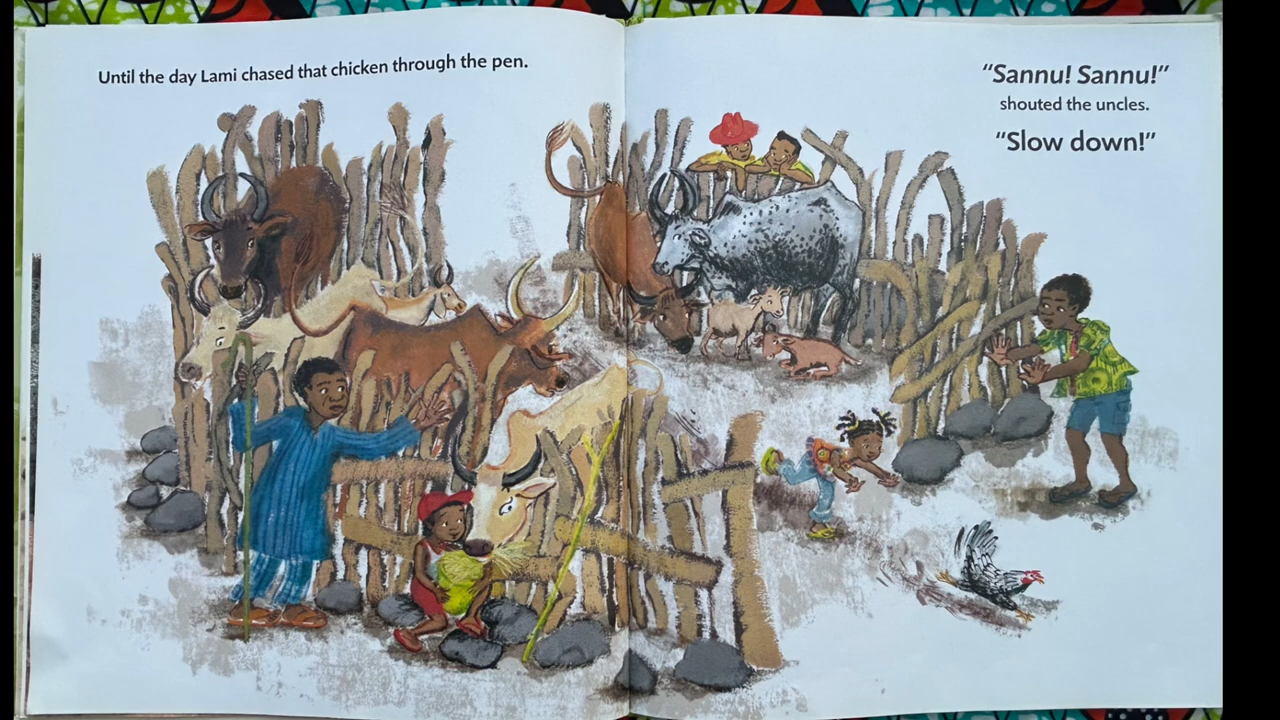 Until the day Lami chased that chicken through the pen.
“Sannu! Sannu!”
shouted the uncles.
“Slow down!”